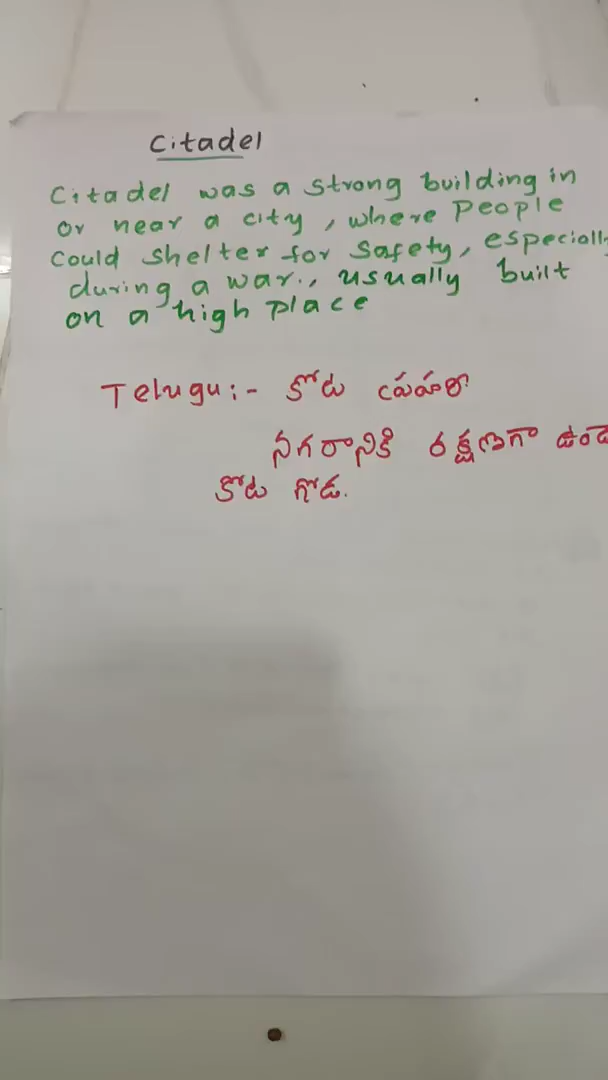 Citadel
Citadel was a strong building in
or near a city, where People
Could shelter for safety, especially
during a war., usually built
on a high place
Telugu:- కోట
నగరానికి రక్షణగా ఉండే
కోట గోడ.